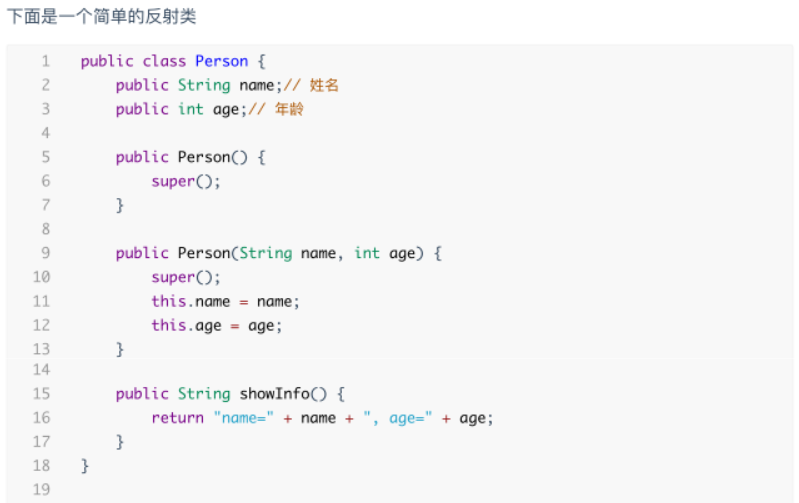 下面是一个简单的反射类
1 public class Person {
2 public String name;// 姓名
3 public int age;// 年龄
4
5 public Person() {
6 super();
7 }
8
9 public Person(String name, int age) {
10 super();
11 this.name = name;
12 this.age = age;
13 }
14
15 public String showInfo() {
16 return "name=" + name + ", age=" + age;
17 }
18 }
19